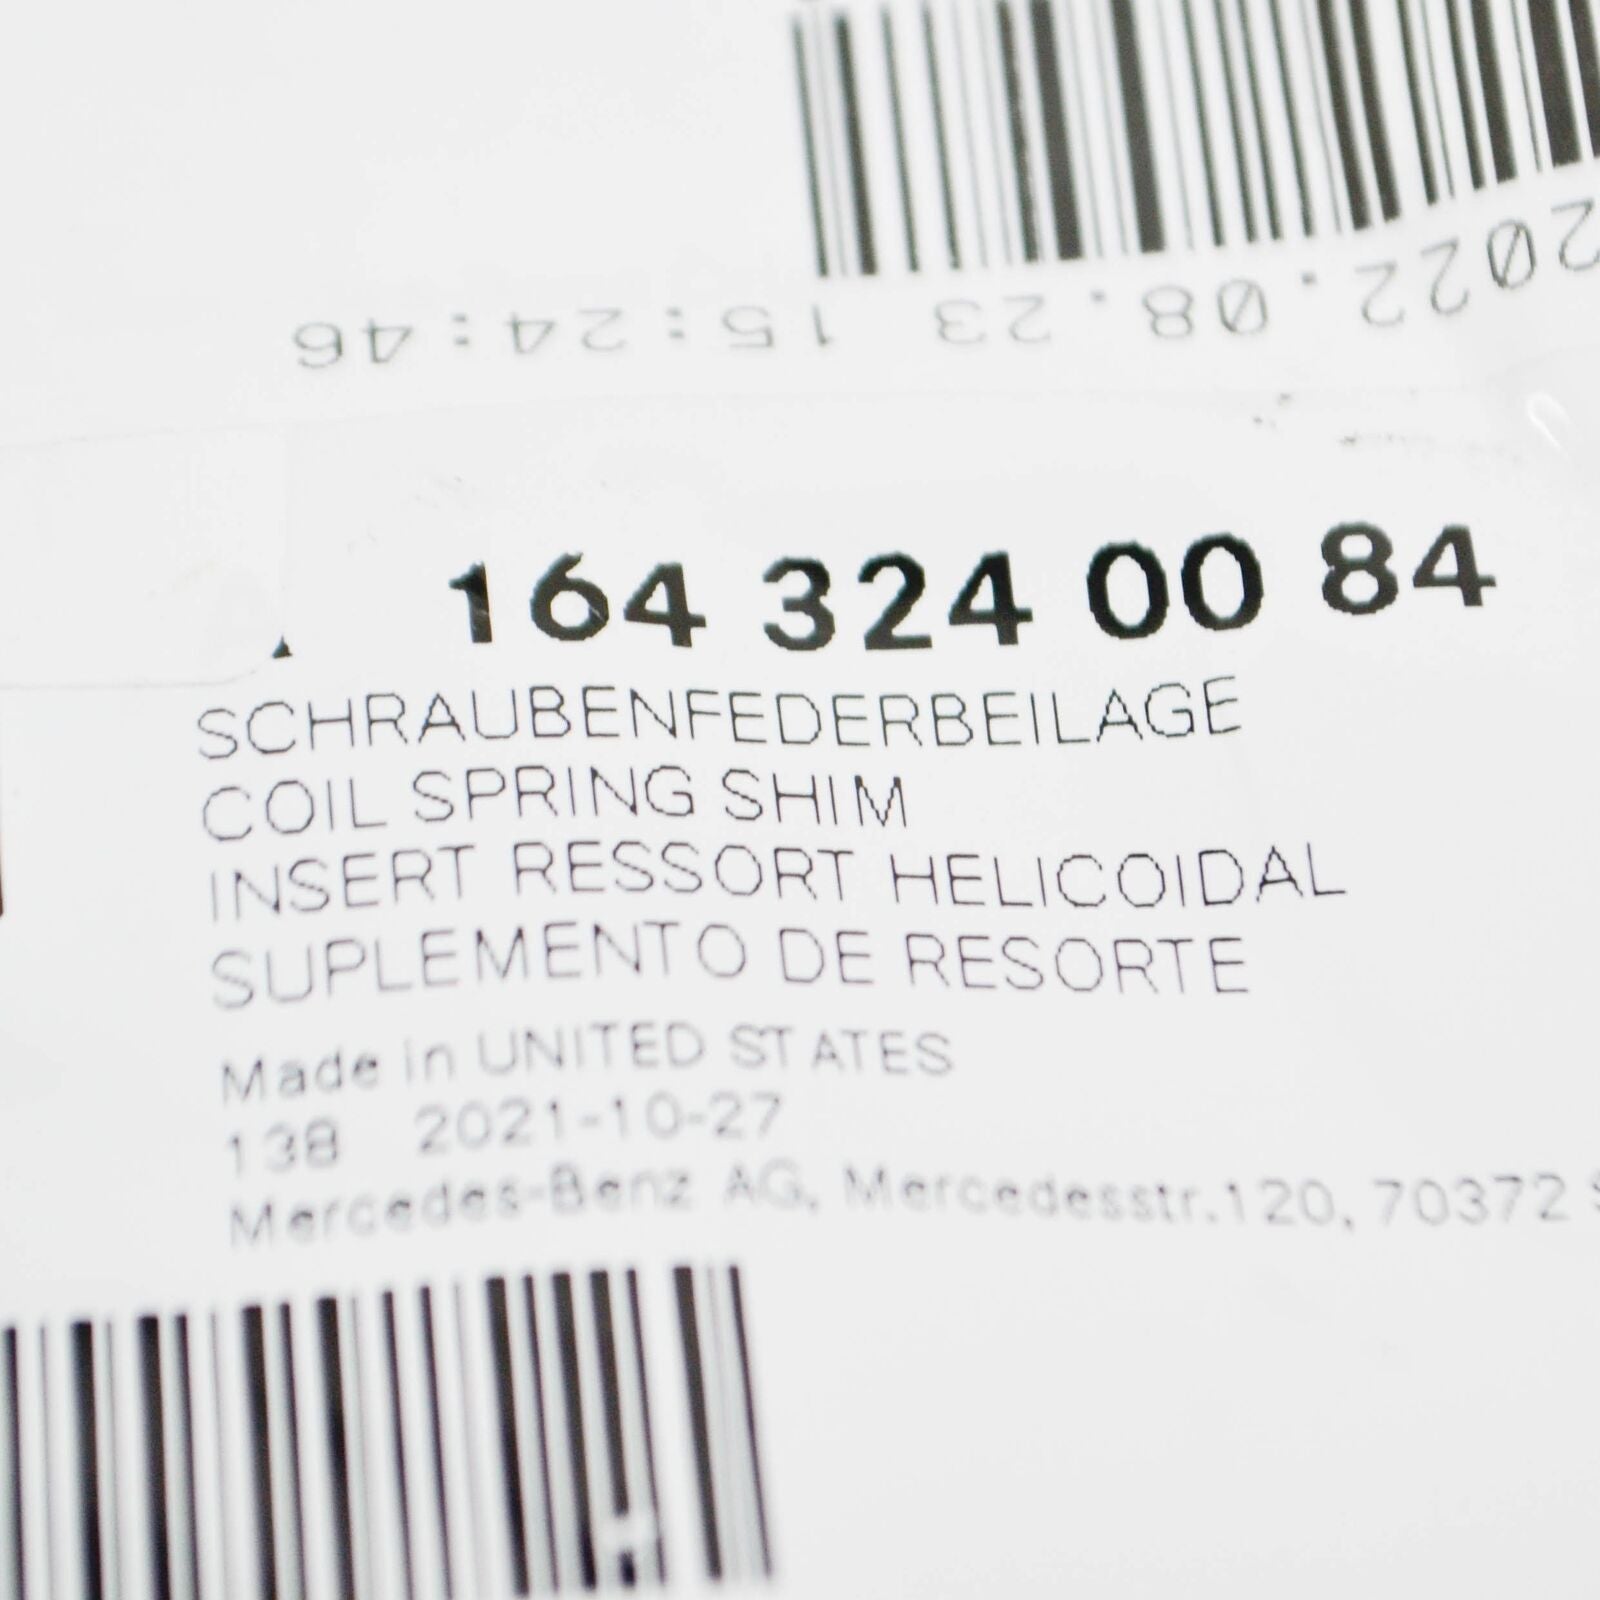 2022.08.23 15:24:46
164 324 00 84
SCHRAUBENFEDERBEILAGE
COIL SPRING SHIM
INSERT RESSORT HELICOIDAL
SUPLEMENTO DE RESORTE
Made in UNITED STATES
138 2021-10-27
Mercedes-Benz AG, Mercedesstr.120, 70372